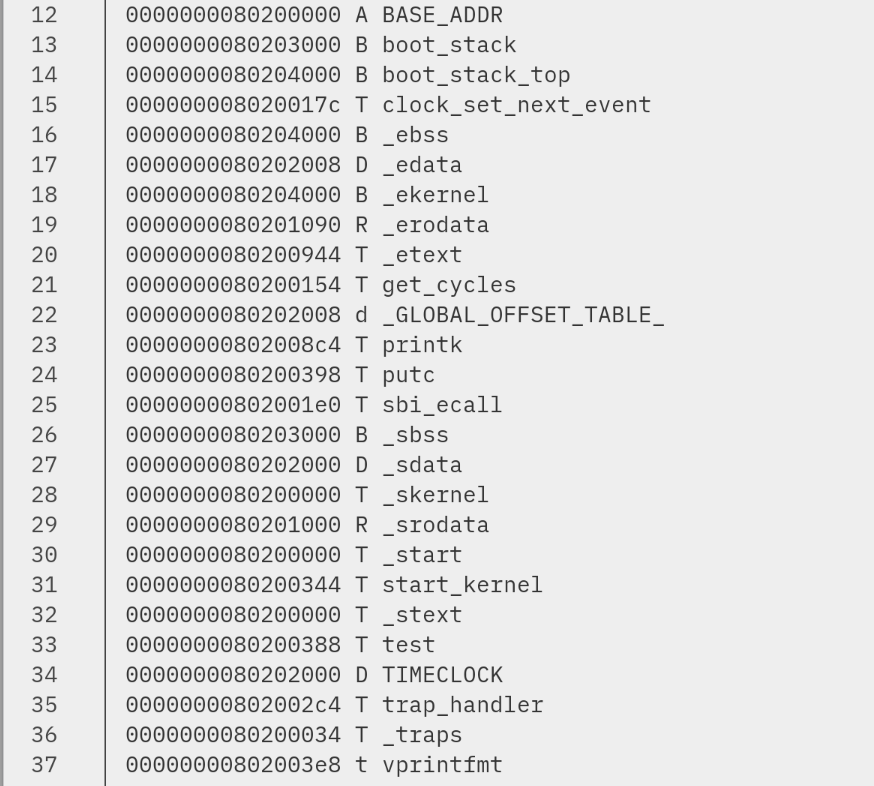 12 0000000080200000 A BASE_ADDR
13 0000000080203000 B boot_stack
14 0000000080204000 B boot_stack_top
15 000000008020017c T clock_set_next_event
16 0000000080204000 B _ebss
17 0000000080202008 D _edata
18 0000000080204000 B _ekernel
19 0000000080201090 R _erodata
20 0000000080200944 T _etext
21 0000000080200154 T get_cycles
22 0000000080202008 d _GLOBAL_OFFSET_TABLE_
23 00000000802008c4 T printk
24 0000000080200398 T putc
25 00000000802001e0 T sbi_ecall
26 0000000080203000 B _sbss
27 0000000080202000 D _sdata
28 0000000080200000 T _skernel
29 0000000080201000 R _srodata
30 0000000080200000 T _start
31 0000000080200344 T start_kernel
32 0000000080200000 T _stext
33 0000000080200388 T test
34 0000000080202000 D TIMECLOCK
35 00000000802002c4 T trap_handler
36 0000000080200034 T _traps
37 00000000802003e8 t vprintfmt